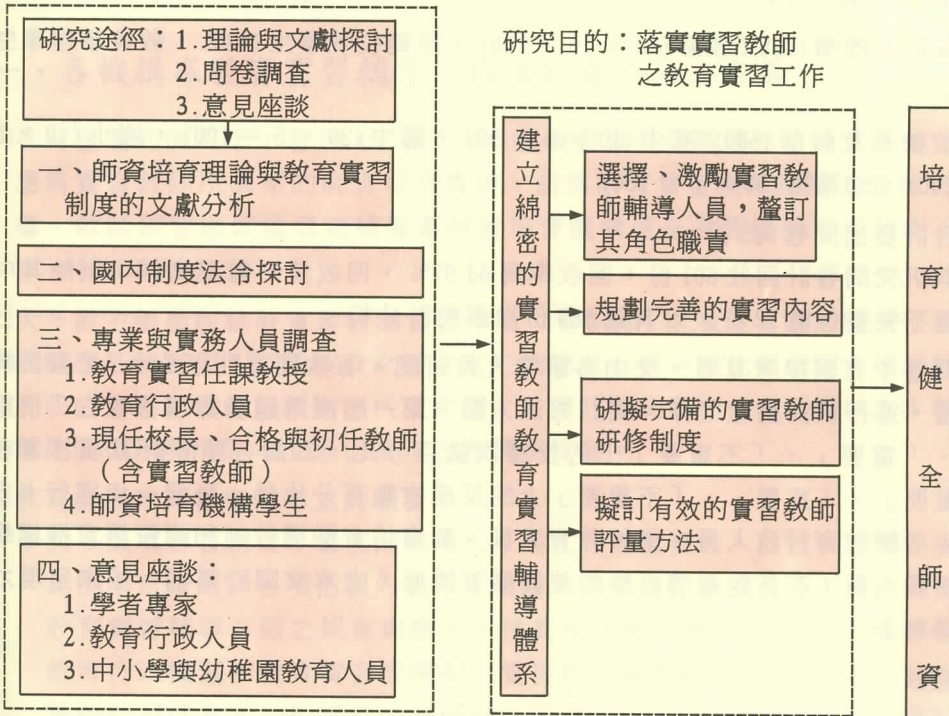 研究途徑 1.理論與文獻探討
2.問卷調查
3.意見座談
一、師資培育理論與教育實習
制度的文獻分析
二、國內制度法令探討
三、專業與實務人員調查
1.教育實習任課教授
2.教育行政人員
3.現任校長、合格與初任教師
（含實習教師）
4.師資培育機構學生
四、意見座談：
1.學者專家
2.教育行政人員
3.中小學與幼稚園教育人員
研究目的：落實實習教師
之教育實習工作
建立綿密的實習教師教育實習輔導體系
選擇、激勵實習教
師輔導人員，釐訂
其角色職責
規劃完善的實習內容
研擬完備的實習教師
研修制度
擬訂有效的實習教師
評量方法
培育健全師資